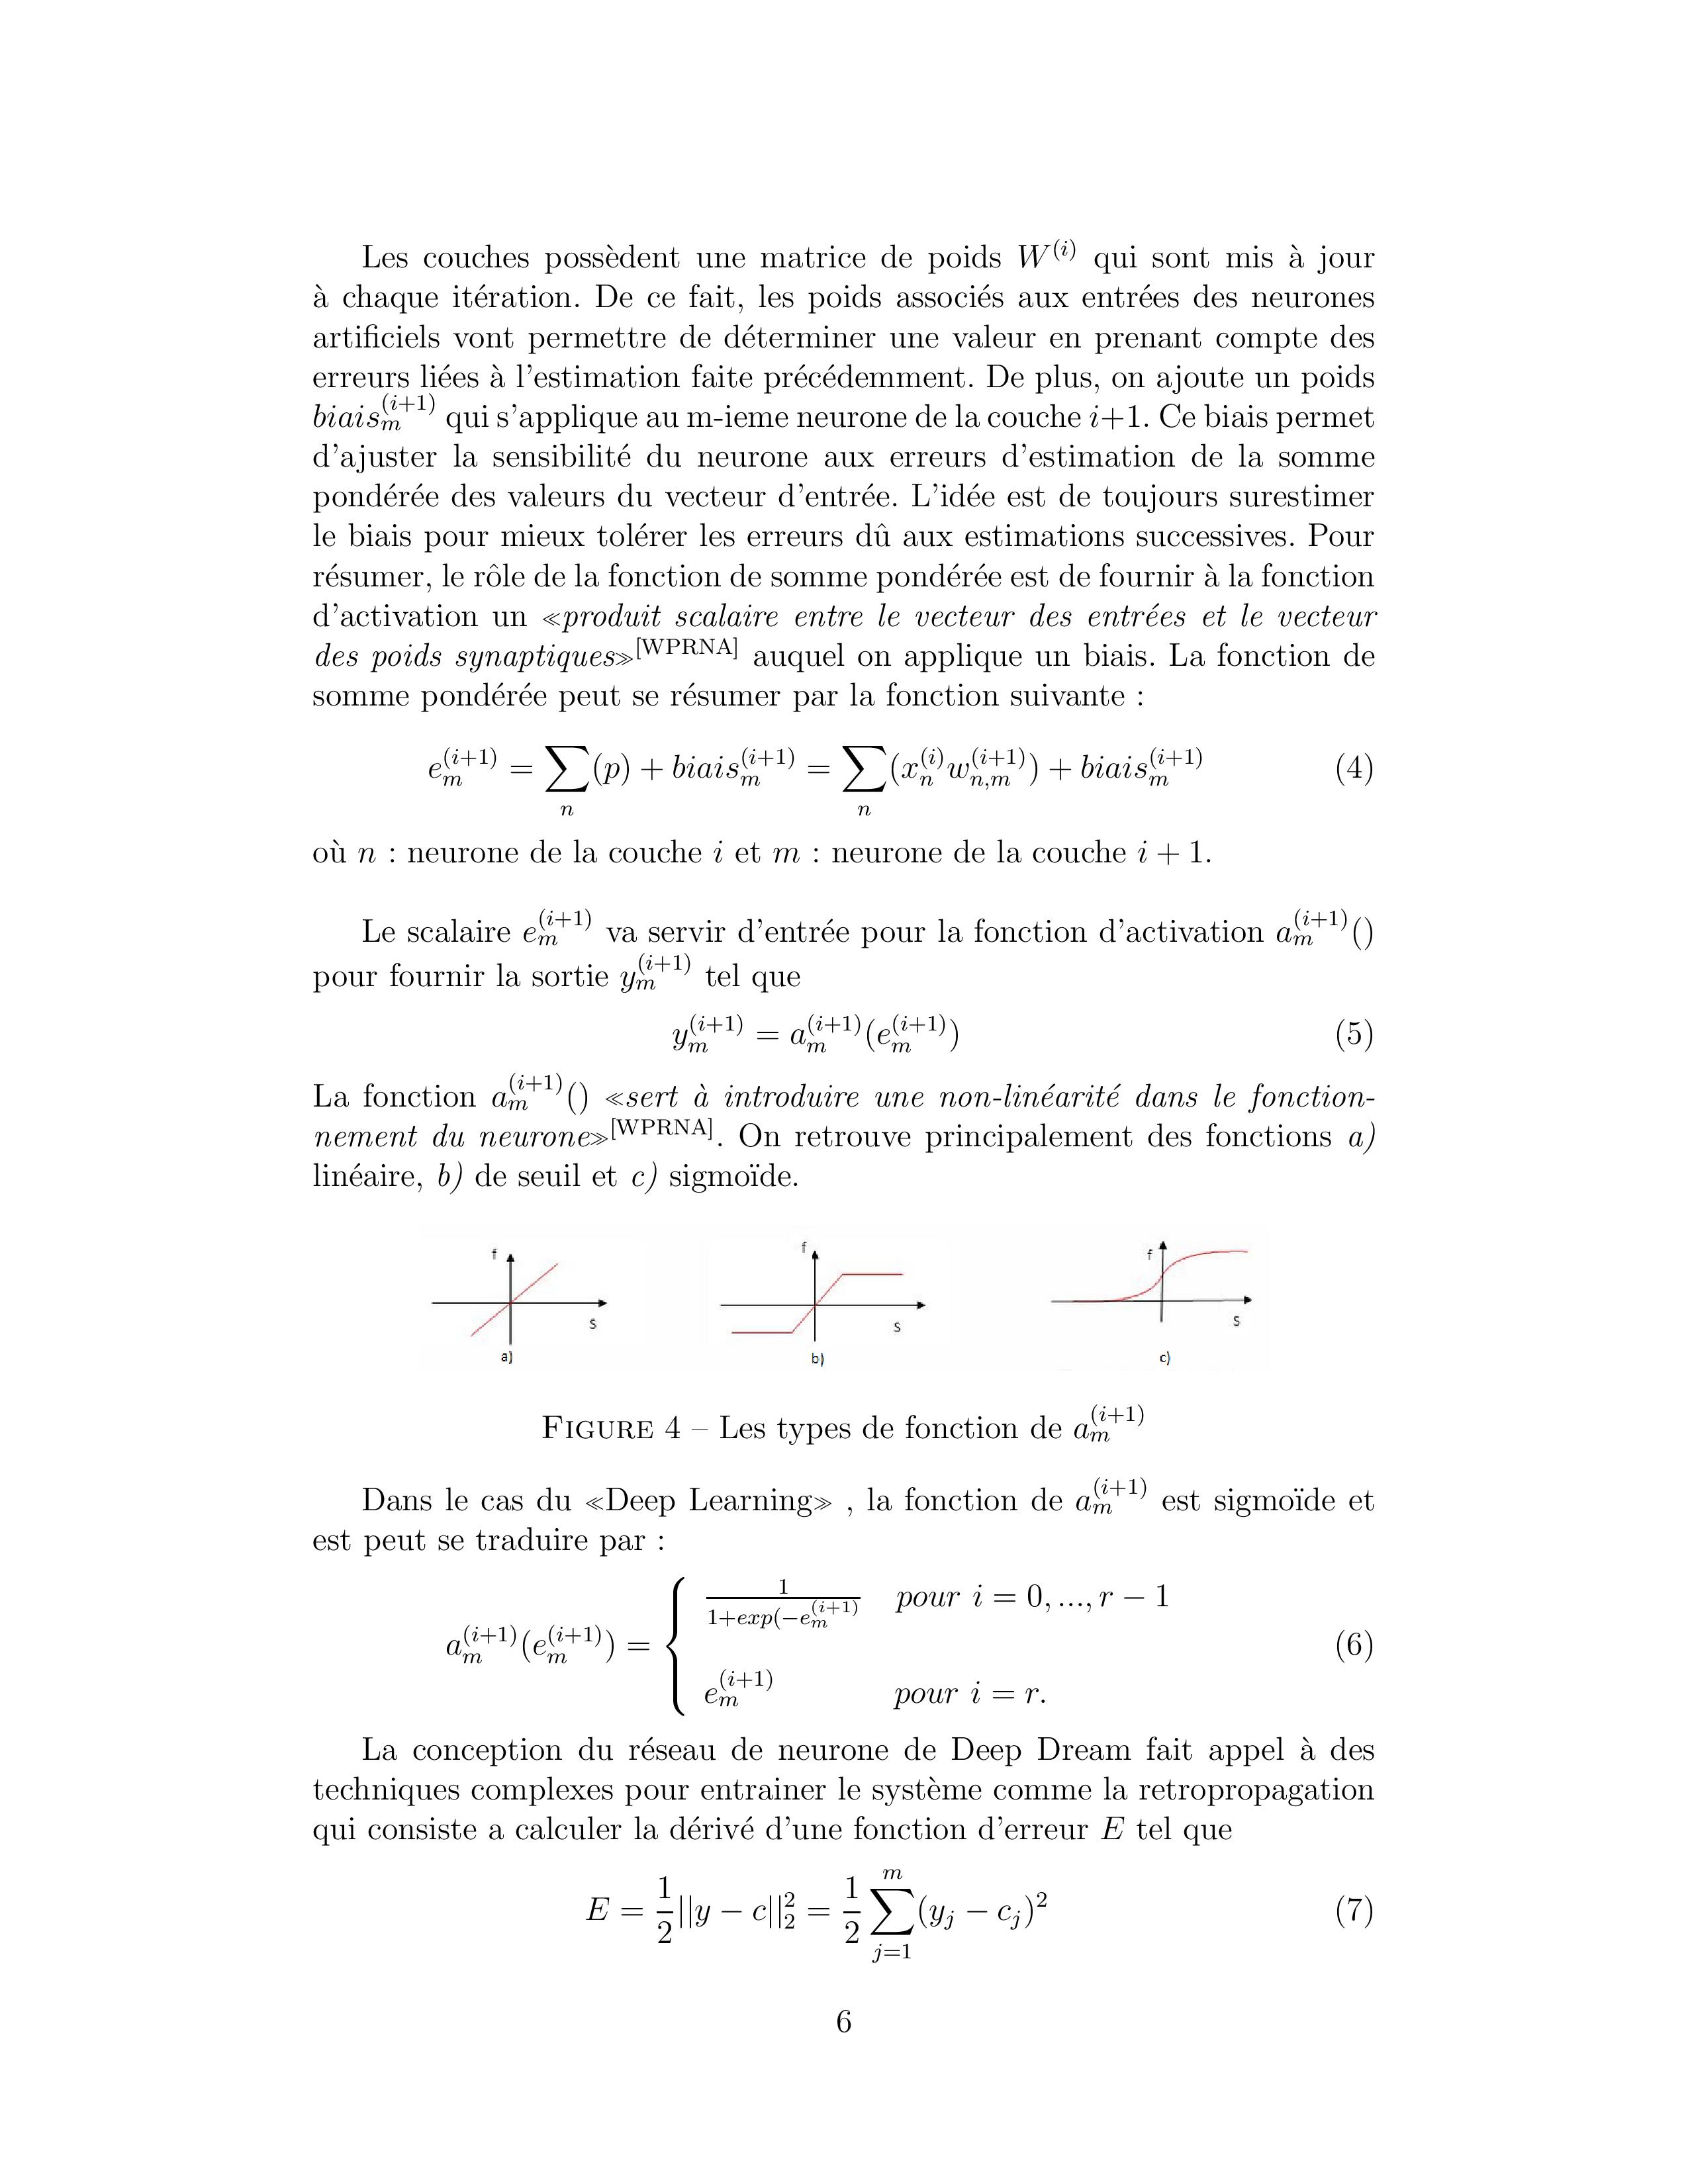 Les couches possèdent une matrice de poids W^(i) qui sont mis à jour
à chaque itération. De ce fait, les poids associés aux entrées des neurones
artificiels vont permettre de déterminer une valeur en prenant compte des
erreurs liées à l'estimation faite précédemment. De plus, on ajoute un poids
biais_m^(i+1) qui s'applique au m-ieme neurone de la couche i+1. Ce biais permet
d'ajuster la sensibilité du neurone aux erreurs d'estimation de la somme
pondérée des valeurs du vecteur d'entrée. L'idée est de toujours surestimer
le biais pour mieux tolérer les erreurs dû aux estimations successives. Pour
résumer, le rôle de la fonction de somme pondérée est de fournir à la fonction
d'activation un ≪produit scalaire entre le vecteur des entrées et le vecteur
des poids synaptiques≫[WPRNA] auquel on applique un biais. La fonction de
somme pondérée peut se résumer par la fonction suivante :
e_m^(i+1) = ∑_n (p) + biais_m^(i+1) = ∑_n (x_n^(i) w_{n,m}^(i+1)) + biais_m^(i+1) (4)
où n : neurone de la couche i et m : neurone de la couche i + 1.
Le scalaire e_m^(i+1) va servir d'entrée pour la fonction d'activation a_m^(i+1)()
pour fournir la sortie y_m^(i+1) tel que
y_m^(i+1) = a_m^(i+1)(e_m^(i+1)) (5)
La fonction a_m^(i+1)() ≪sert à introduire une non-linéarité dans le fonction-
nement du neurone≫[WPRNA]. On retrouve principalement des fonctions a)
linéaire, b) de seuil et c) sigmoïde.
f f f
S S S
a) b) c)
FIGURE 4 – Les types de fonction de a_m^(i+1)
Dans le cas du ≪Deep Learning≫ , la fonction de a_m^(i+1) est sigmoïde et
est peut se traduire par :
a_m^(i+1)(e_m^(i+1)) = { 1/(1+exp(−e_m^(i+1)) pour i = 0, ..., r − 1
e_m^(i+1) pour i = r. (6)
La conception du réseau de neurone de Deep Dream fait appel à des
techniques complexes pour entrainer le système comme la retropropagation
qui consiste a calculer la dérivé d'une fonction d'erreur E tel que
E = 1/2 ||y − c||_2^2 = 1/2 ∑_{j=1}^m (y_j − c_j)^2 (7)
6